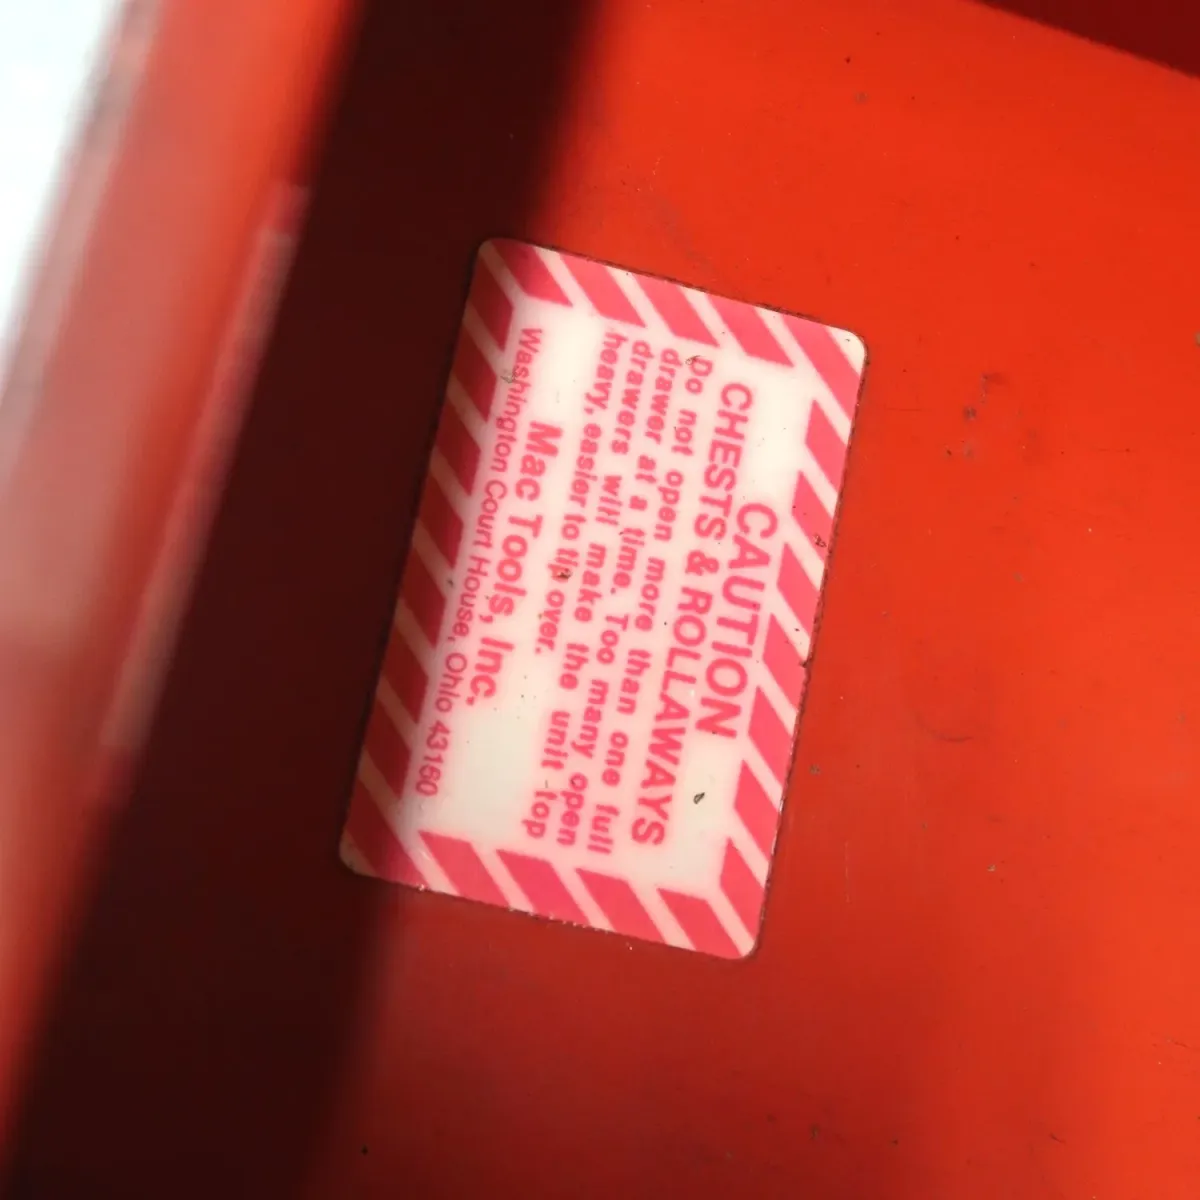 CAUTION
CHESTS & ROLLAWAYS
Do not open more than one full
drawer at a time. Too many open
drawers will make the unit top
heavy, easier to tip over.
Mac Tools, Inc.
Washington Court House, Ohio 43160